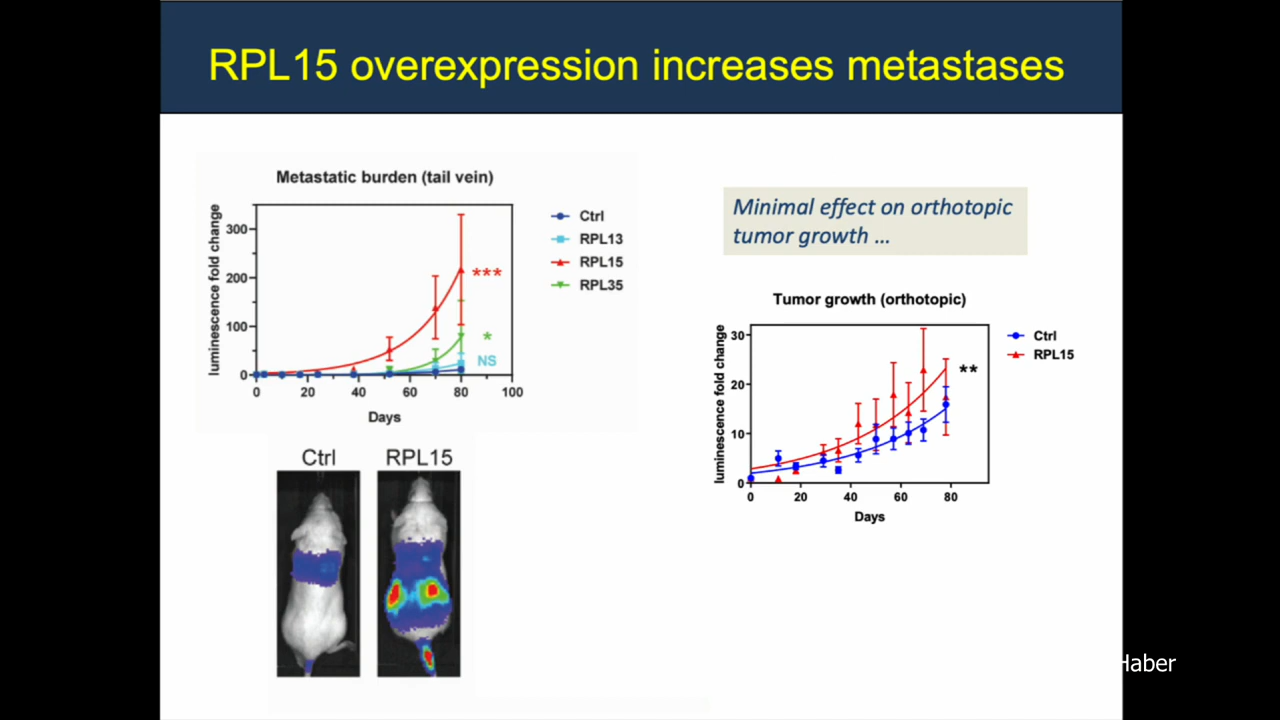 RPL15 overexpression increases metastases
Metastatic burden (tail vein)
luminescence fold change
300
200
100
0
0 20 40 60 80 100
Days
***
*
NS
Ctrl
RPL13
RPL15
RPL35
Minimal effect on orthotopic
tumor growth ...
Tumor growth (orthotopic)
luminescence fold change
30
20
10
0
0 20 40 60 80
Days
**
Ctrl
RPL15
Ctrl RPL15
Haber